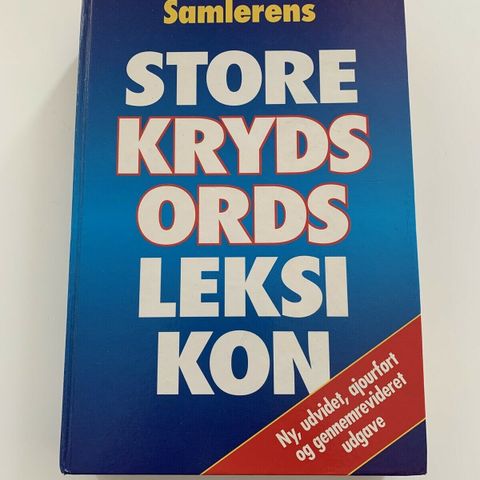 Samlerens
STORE
KRYDS
ORDS
LEKSI
KON
Ny, udvidet, ajourført
og gennemrevideret
udgave